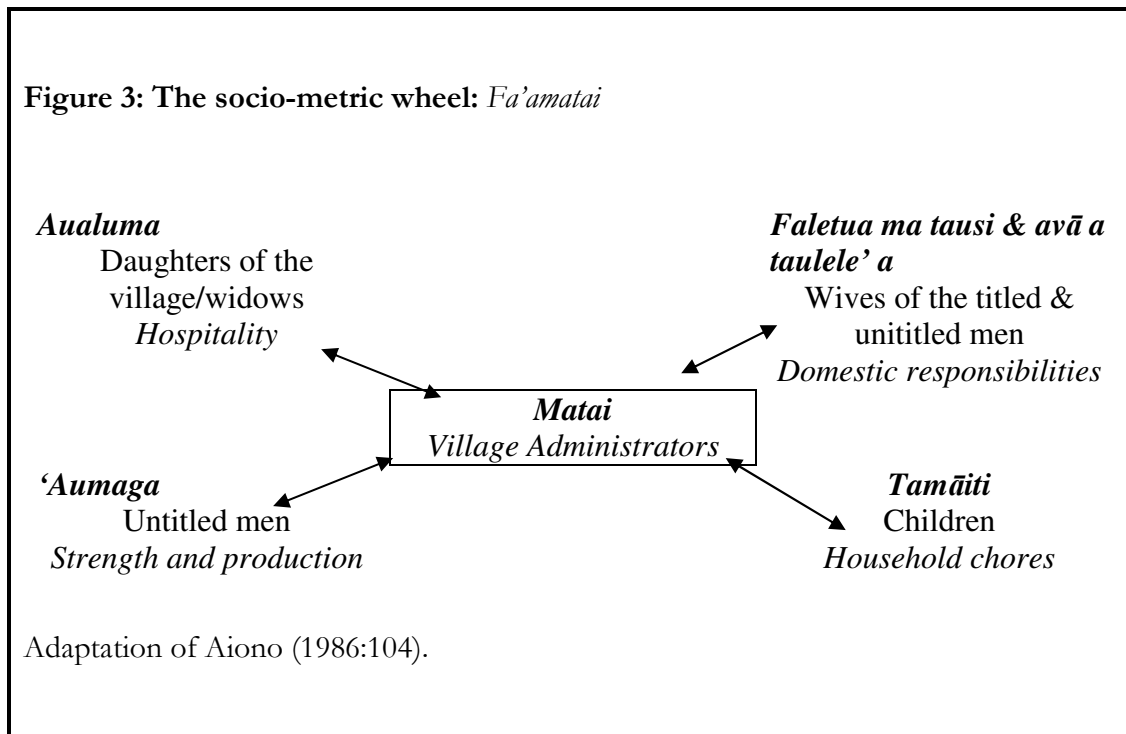 Figure 3: The socio-metric wheel: Fa’amatai
Aualuma
Daughters of the
village/widows
Hospitality
Faletua ma tausi & avā a
taulele’ a
Wives of the titled &
unititled men
Domestic responsibilities
Matai
Village Administrators
‘Aumaga
Untitled men
Strength and production
Tamāiti
Children
Household chores
Adaptation of Aiono (1986:104).